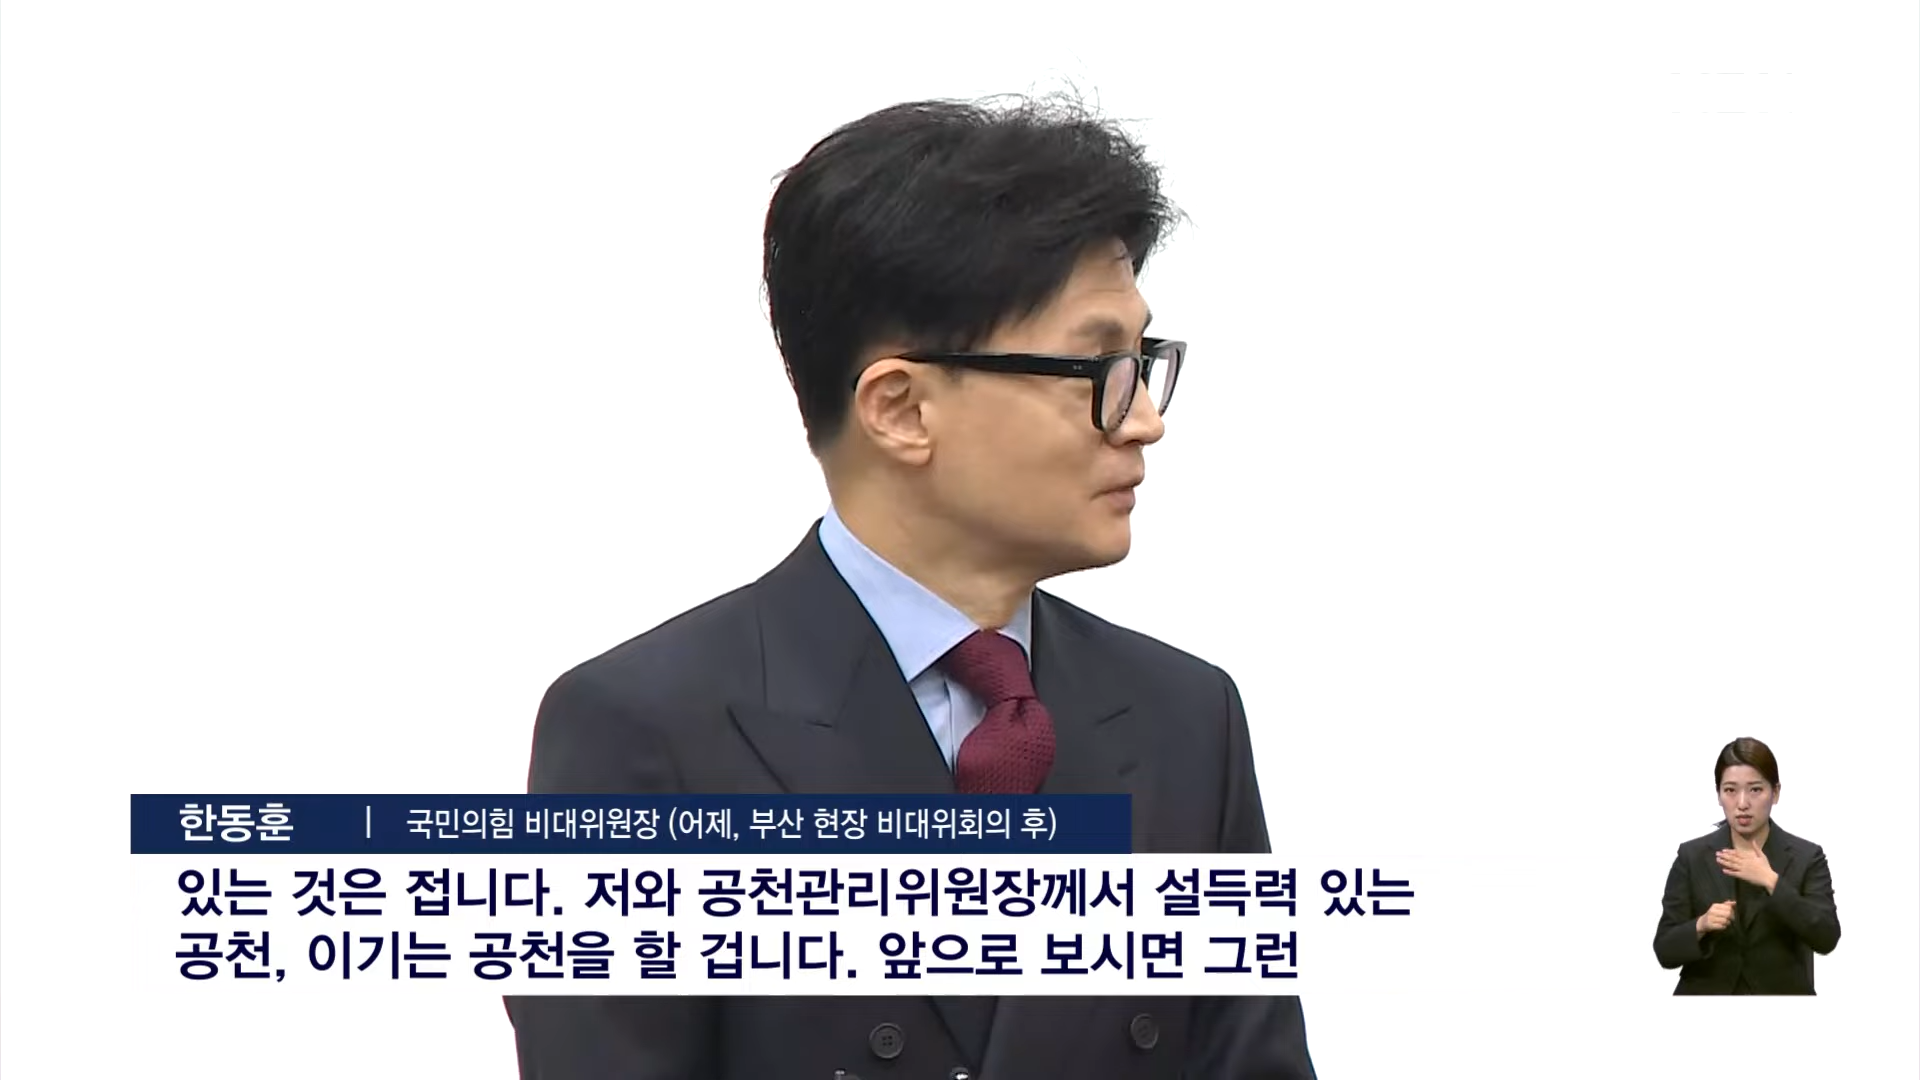 한동훈 | 국민의힘 비대위원장 (어제, 부산 현장 비대위회의 후)
있는 것은 접니다. 저와 공천관리위원장께서 설득력 있는
공천, 이기는 공천을 할 겁니다. 앞으로 보시면 그런